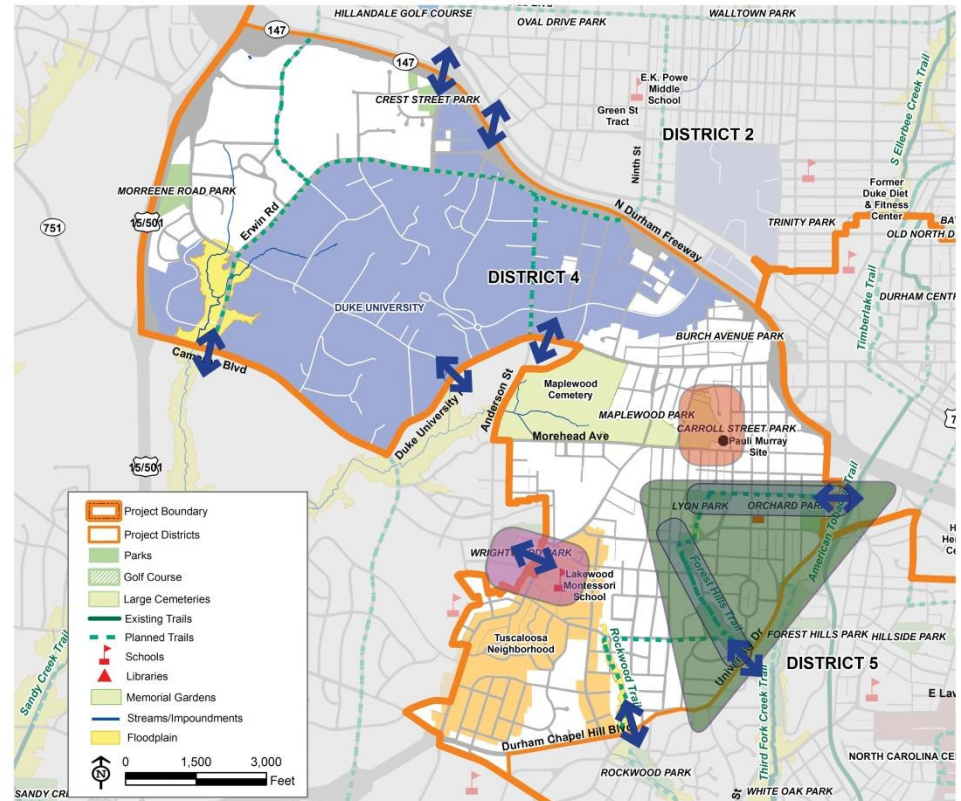 HILLANDALE GOLF COURSE
OVAL DRIVE PARK
WALLTOWN PARK
147
147
CREST STREET PARK
E.K. Powe
Middle
School
Green St
Tract
DISTRICT 2
Ninth St
S Ellerbee Creek Trail
Former
Duke Diet
& Fitness
Center
MORREENE ROAD PARK
15/501
751
Erwin Rd
N Durham Freeway
TRINITY PARK
OLD NORTH D
DISTRICT 4
DUKE UNIVERSITY
DURHAM CENT
Timberlake Trail
BURCH AVENUE PARK
Duke University
Anderson St
Maplewood
Cemetery
MAPLEWOOD PARK
CARROLL STREET PARK
Pauli Murray
Site
Morehead Ave
15/501
LYON PARK
ORCHARD PARK
American Tobacco Trail
Forest Hills Trail
Lakewood
Montessori
School
Tuscaloosa
Neighborhood
Rockwood Trail
FOREST HILLS PARK
HILLSIDE PARK
DISTRICT 5
E Law
Durham Chapel Hill Blvd
Third Fork Creek Trail
NORTH CAROLINA CE
ROCKWOOD PARK
St
WHITE OAK PARK
Sandy Creek Trail
SANDY CR
Project Boundary
Project Districts
Parks
Golf Course
Large Cemeteries
Existing Trails
Planned Trails
Schools
Libraries
Memorial Gardens
Streams/Impoundments
Floodplain
N
0 1,500 3,000
Feet